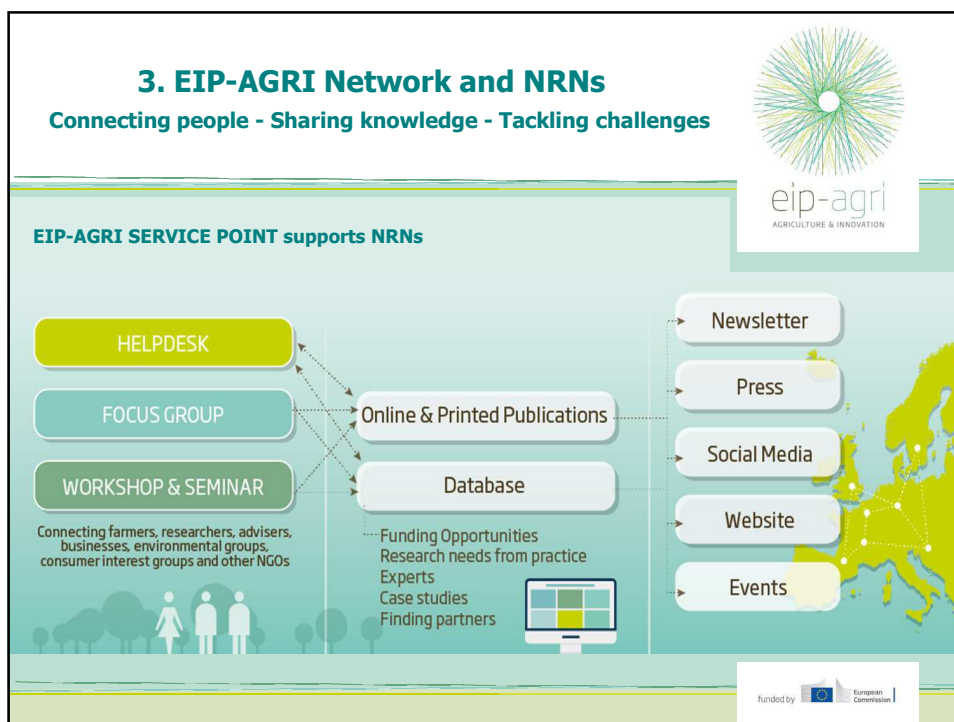 3. EIP-AGRI Network and NRNs
Connecting people - Sharing knowledge - Tackling challenges
eip-agri
AGRICULTURE & INNOVATION
EIP-AGRI SERVICE POINT supports NRNs
HELPDESK
FOCUS GROUP
WORKSHOP & SEMINAR
Connecting farmers, researchers, advisers,
businesses, environmental groups,
consumer interest groups and other NGOs
Online & Printed Publications
Database
Funding Opportunities
Research needs from practice
Experts
Case studies
Finding partners
Newsletter
Press
Social Media
Website
Events
funded by
European
Commission